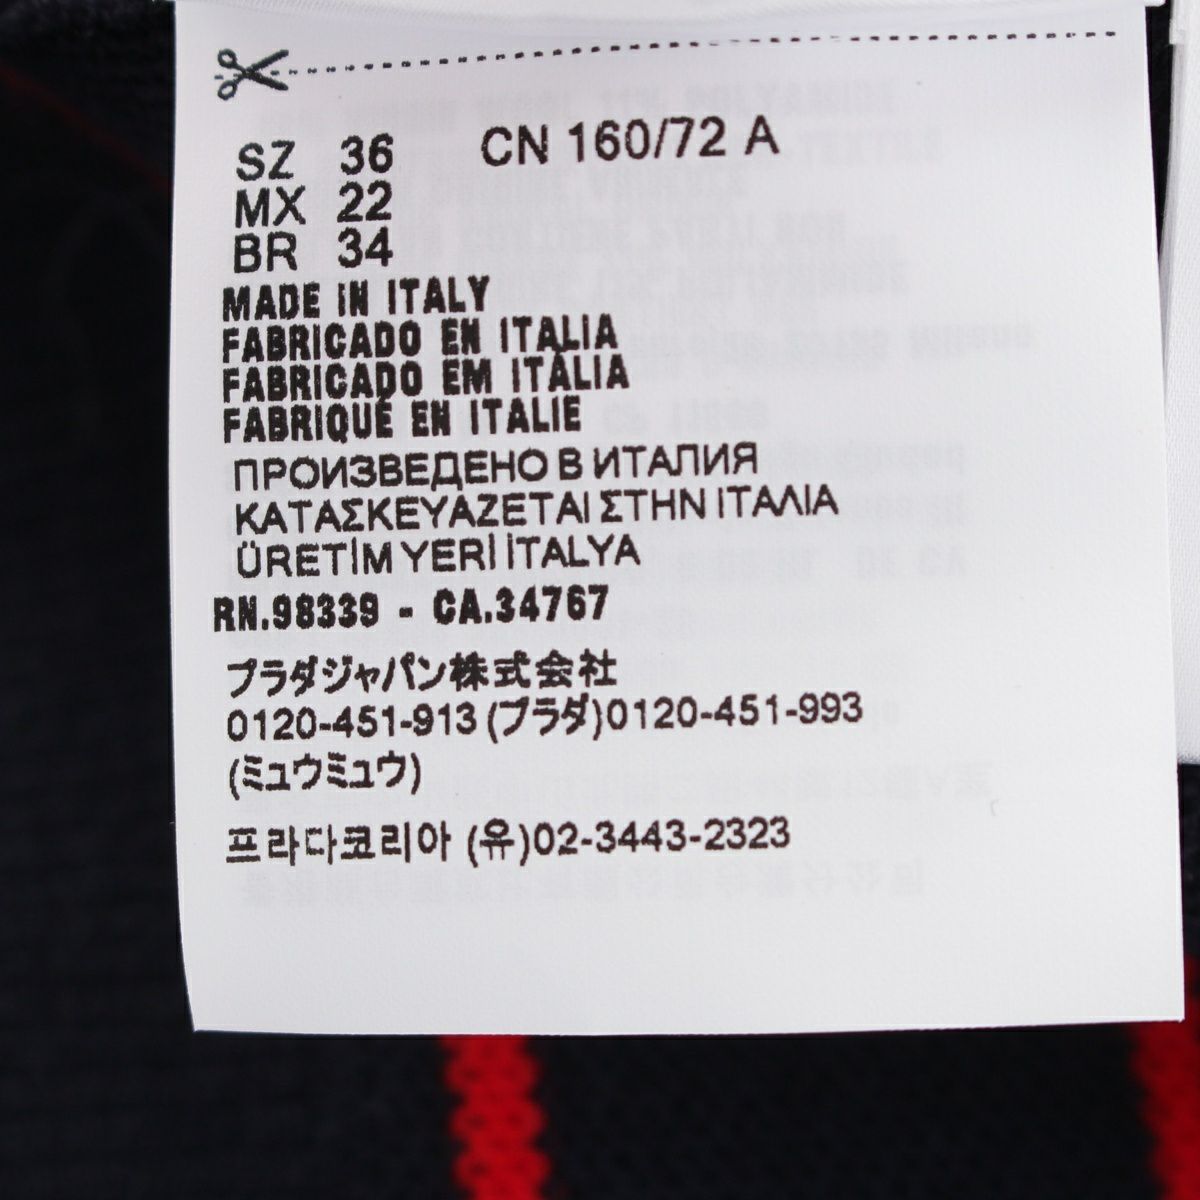 SZ 36 CN 160/72 A
MX 22
BR 34
MADE IN ITALY
FABRICADO EN ITALIA
FABRICADO EM ITÁLIA
FABRIQUÉ EN ITALIE
ПРОИЗВЕДЕНО В ИТАЛИЯ
ΚΑΤΑΣΚΕΥΑΖΕΤΑΙ ΣΤΗΝ ΙΤΑΛΙΑ
ÜRETİM YERİ İTALYA
RN.98339 - CA.34767
プラダジャパン株式会社
0120-451-913 (プラダ)0120-451-993
(ミュウミュウ)
프라다코리아 (유)02-3443-2323